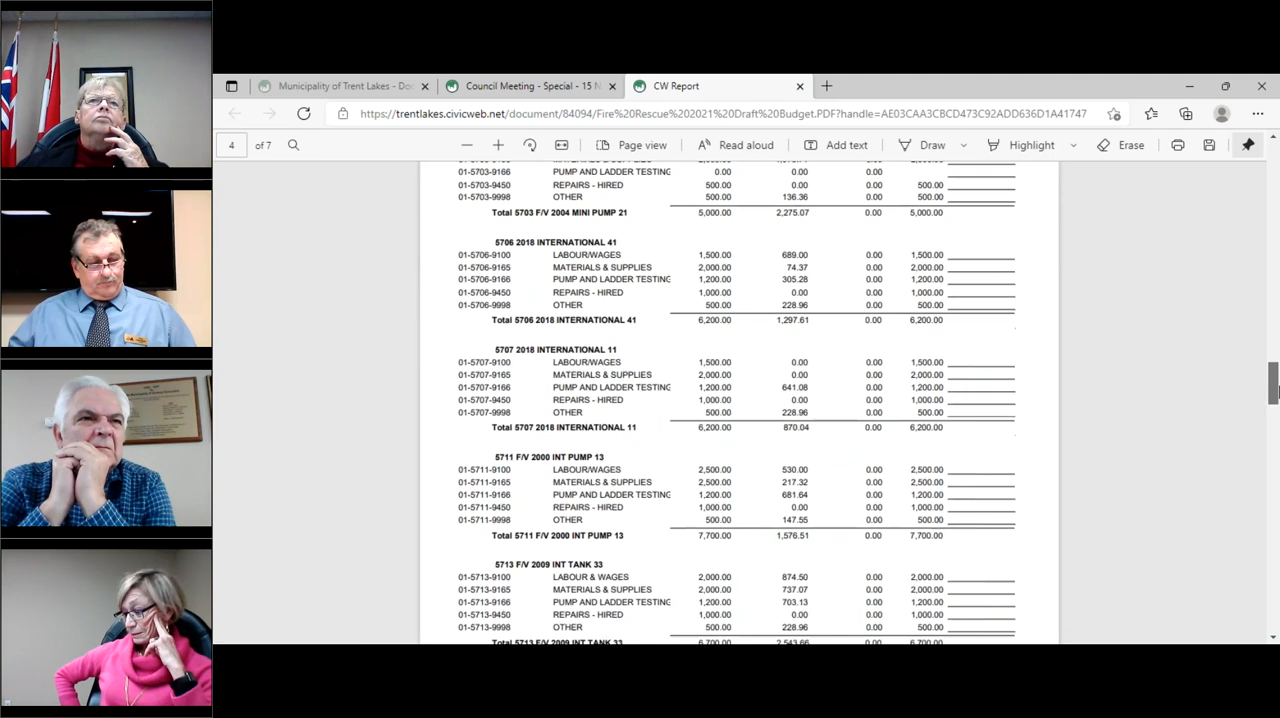 Municipality of Trent Lakes - Doc
Council Meeting - Special - 15 N
CW Report
https://trentlakes.civicweb.net/document/84094/Fire%20Rescue%202021%20Draft%20Budget.PDF?handle=AE03CAA3CBCD473C92ADD636D1A41747
4 of 7
Page view
Read aloud
Add text
Draw
Highlight
Erase
01-5703-9166 PUMP AND LADDER TESTING 0.00 0.00 0.00
01-5703-9450 REPAIRS - HIRED 500.00 0.00 0.00 500.00
01-5703-9998 OTHER 500.00 136.36 0.00 500.00
Total 5703 F/V 2004 MINI PUMP 21 5,000.00 2,275.07 0.00 5,000.00
5706 2018 INTERNATIONAL 41
01-5706-9100 LABOUR/WAGES 1,500.00 689.00 0.00 1,500.00
01-5706-9165 MATERIALS & SUPPLIES 2,000.00 74.37 0.00 2,000.00
01-5706-9166 PUMP AND LADDER TESTING 1,200.00 305.28 0.00 1,200.00
01-5706-9450 REPAIRS - HIRED 1,000.00 0.00 0.00 1,000.00
01-5706-9998 OTHER 500.00 228.96 0.00 500.00
Total 5706 2018 INTERNATIONAL 41 6,200.00 1,297.61 0.00 6,200.00
5707 2018 INTERNATIONAL 11
01-5707-9100 LABOUR/WAGES 1,500.00 0.00 0.00 1,500.00
01-5707-9165 MATERIALS & SUPPLIES 2,000.00 0.00 0.00 2,000.00
01-5707-9166 PUMP AND LADDER TESTING 1,200.00 641.08 0.00 1,200.00
01-5707-9450 REPAIRS - HIRED 1,000.00 0.00 0.00 1,000.00
01-5707-9998 OTHER 500.00 228.96 0.00 500.00
Total 5707 2018 INTERNATIONAL 11 6,200.00 870.04 0.00 6,200.00
5711 F/V 2000 INT PUMP 13
01-5711-9100 LABOUR/WAGES 2,500.00 530.00 0.00 2,500.00
01-5711-9165 MATERIALS & SUPPLIES 2,500.00 217.32 0.00 2,500.00
01-5711-9166 PUMP AND LADDER TESTING 1,200.00 681.64 0.00 1,200.00
01-5711-9450 REPAIRS - HIRED 1,000.00 0.00 0.00 1,000.00
01-5711-9998 OTHER 500.00 147.55 0.00 500.00
Total 5711 F/V 2000 INT PUMP 13 7,700.00 1,576.51 0.00 7,700.00
5713 F/V 2009 INT TANK 33
01-5713-9100 LABOUR & WAGES 2,000.00 874.50 0.00 2,000.00
01-5713-9165 MATERIALS & SUPPLIES 2,000.00 737.07 0.00 2,000.00
01-5713-9166 PUMP AND LADDER TESTING 1,200.00 703.13 0.00 1,200.00
01-5713-9450 REPAIRS - HIRED 1,000.00 0.00 0.00 1,000.00
01-5713-9998 OTHER 500.00 228.96 0.00 500.00
Total 5713 F/V 2009 INT TANK 33 6,700.00 2,543.66 0.00 6,700.00